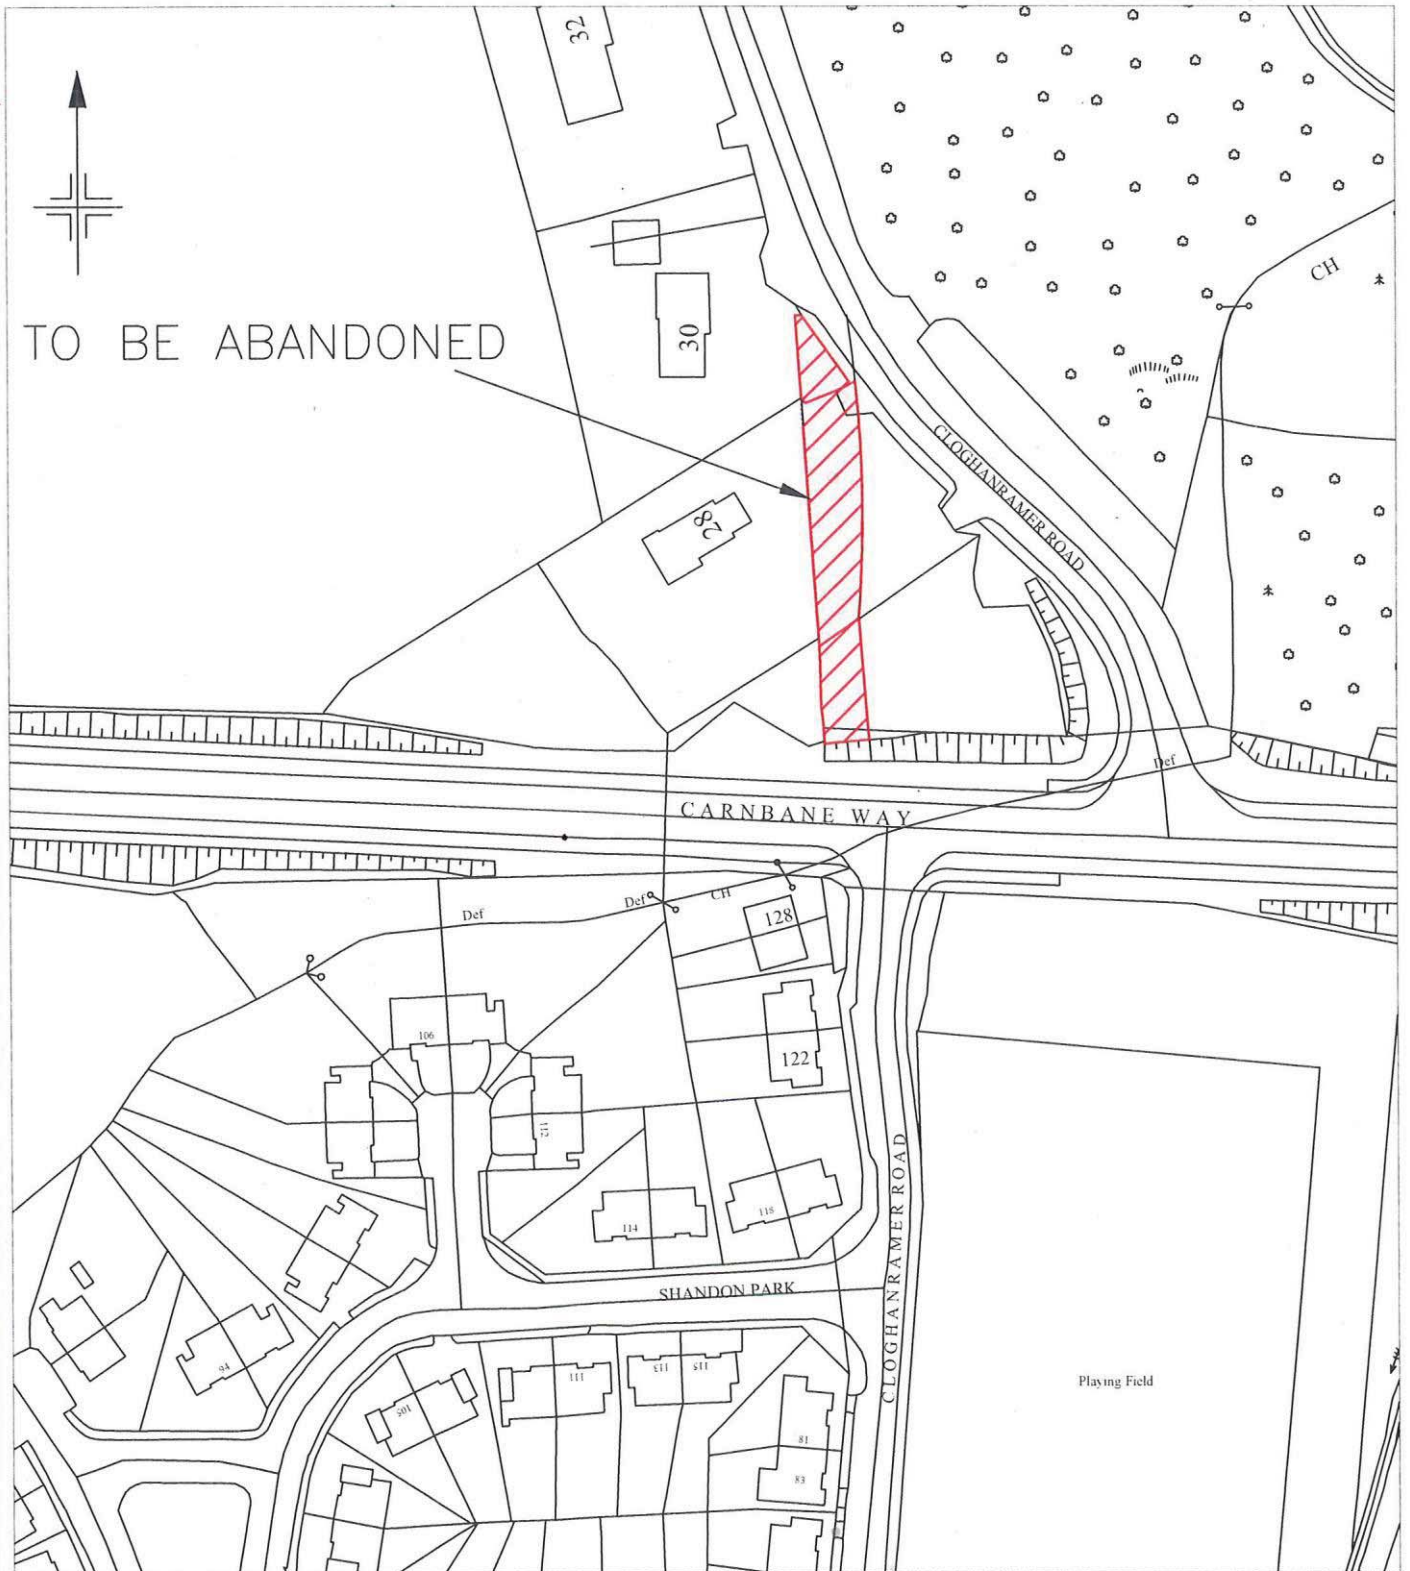 32
CH
TO BE ABANDONED
30
28
CLOGHANRAMER ROAD
Def
CARNBANE WAY
Def
Def
CH
128
106
122
112
114
118
CLOGHANRAMER ROAD
SHANDON PARK
94
105
111
113
115
Playing Field
81
83